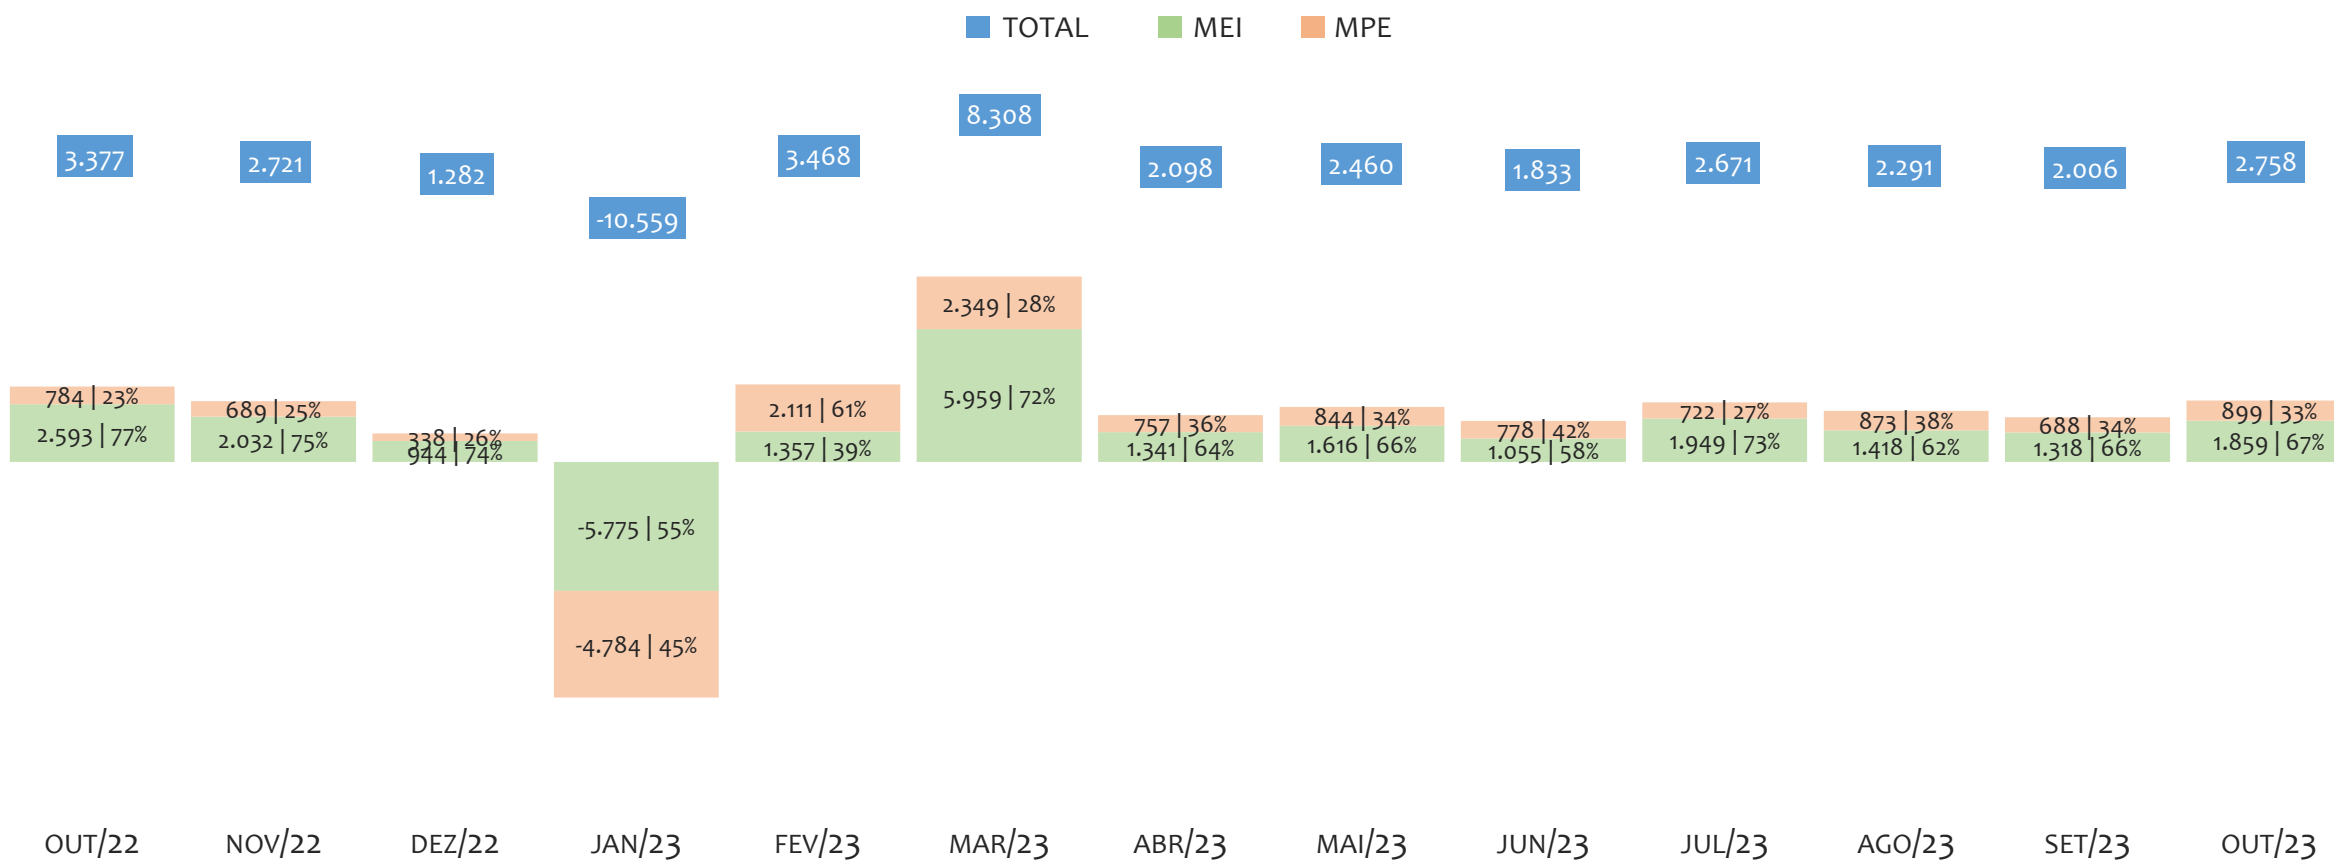 TOTAL MEI MPE
8.308
3.377 2.721 1.282 3.468 2.098 2.460 1.833 2.671 2.291 2.006 2.758
-10.559
2.349 | 28%
5.959 | 72%
784 | 23% 689 | 25% 338 | 26% 2.111 | 61% 757 | 36% 844 | 34% 778 | 42% 722 | 27% 873 | 38% 688 | 34% 899 | 33%
2.593 | 77% 2.032 | 75% 944 | 74% 1.357 | 39% 1.341 | 64% 1.616 | 66% 1.055 | 58% 1.949 | 73% 1.418 | 62% 1.318 | 66% 1.859 | 67%
-5.775 | 55%
-4.784 | 45%
OUT/22 NOV/22 DEZ/22 JAN/23 FEV/23 MAR/23 ABR/23 MAI/23 JUN/23 JUL/23 AGO/23 SET/23 OUT/23